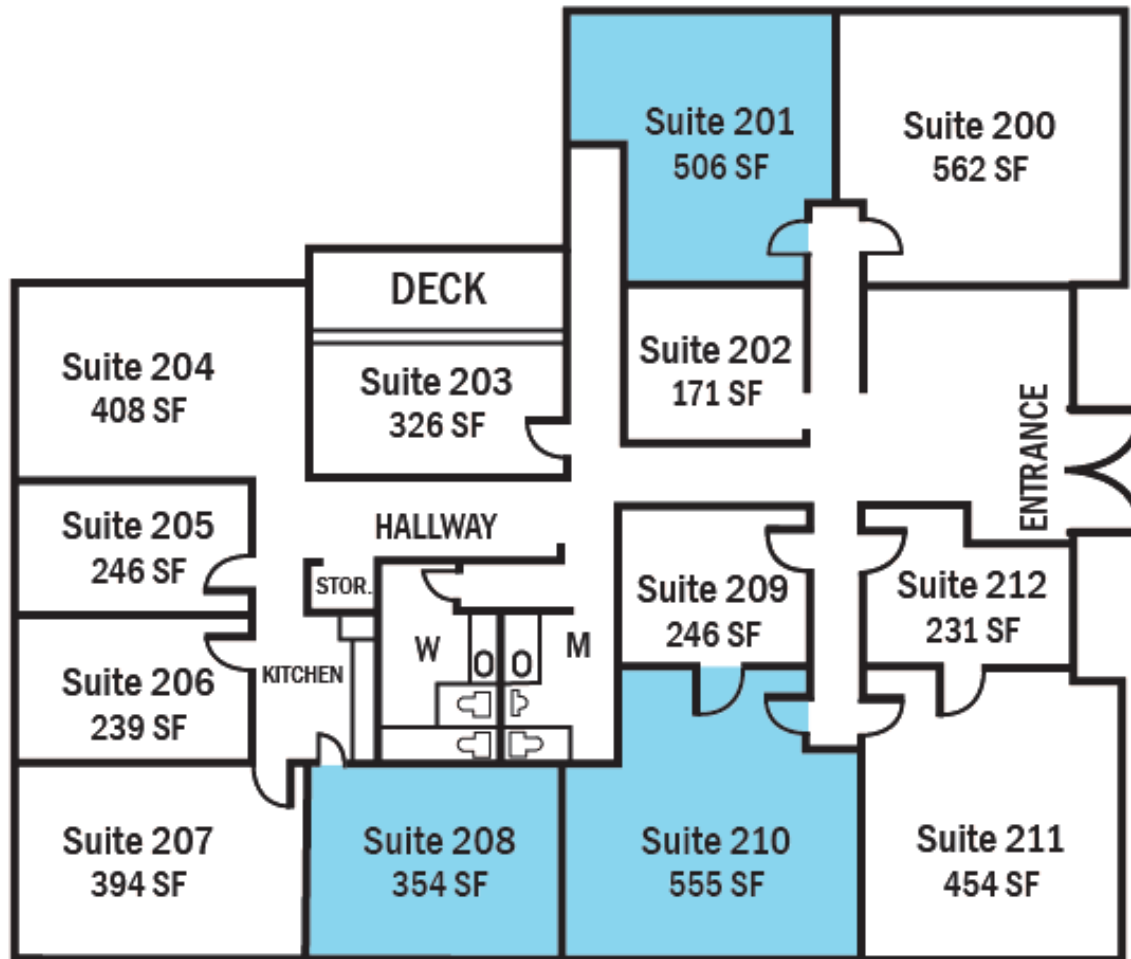 Suite 201
506 SF
Suite 200
562 SF
DECK
Suite 204
408 SF
Suite 203
326 SF
Suite 202
171 SF
ENTRANCE
Suite 205
246 SF
HALLWAY
STOR.
Suite 209
246 SF
Suite 212
231 SF
W
M
KITCHEN
Suite 206
239 SF
Suite 207
394 SF
Suite 208
354 SF
Suite 210
555 SF
Suite 211
454 SF